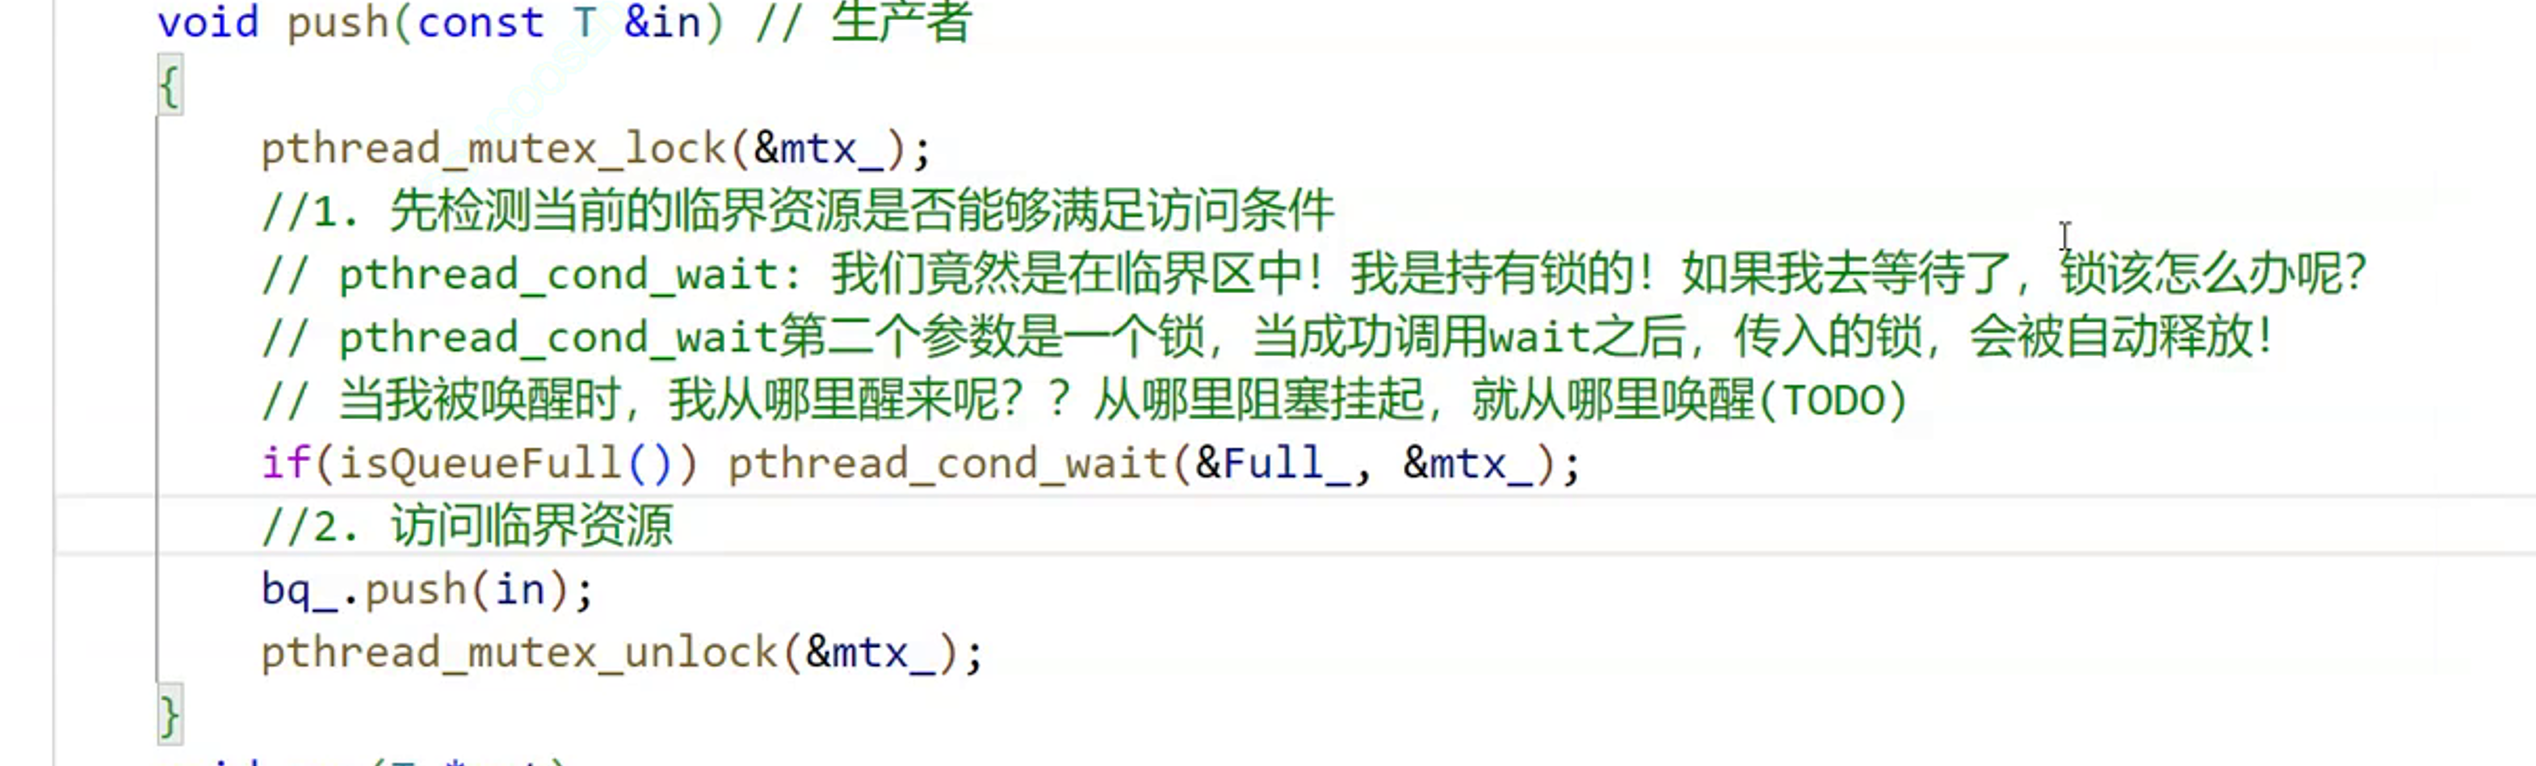 void push(const T &in) // 生产者
{
pthread_mutex_lock(&mtx_);
//1. 先检测当前的临界资源是否能够满足访问条件
// pthread_cond_wait: 我们竟然是在临界区中！我是持有锁的！如果我去等待了，锁该怎么办呢？
// pthread_cond_wait第二个参数是一个锁，当成功调用wait之后，传入的锁，会被自动释放！
// 当我被唤醒时，我从哪里醒来呢？？从哪里阻塞挂起，就从哪里唤醒(TODO)
if(isQueueFull()) pthread_cond_wait(&Full_, &mtx_);
//2. 访问临界资源
bq_.push(in);
pthread_mutex_unlock(&mtx_);
}